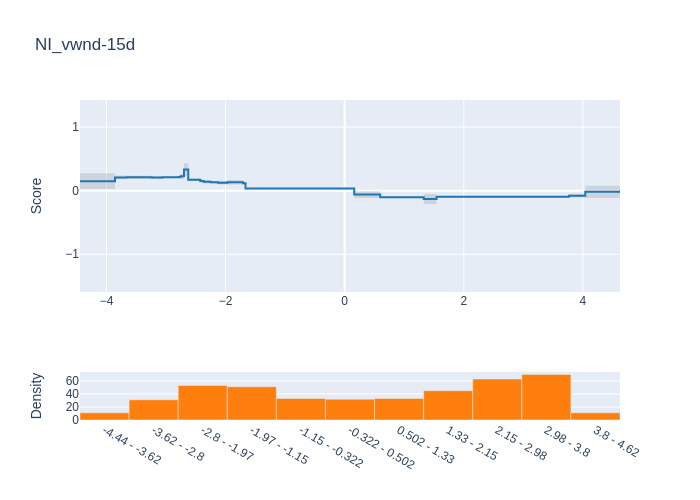 NI_vwnd-15d
1
0
−1
Score
−4
−2
0
2
4
60
40
20
0
Density
-4.44 - -3.62
-3.62 - -2.8
-2.8 - -1.97
-1.97 - -1.15
-1.15 - -0.322
-0.322 - 0.502
0.502 - 1.33
1.33 - 2.15
2.15 - 2.98
2.98 - 3.8
3.8 - 4.62